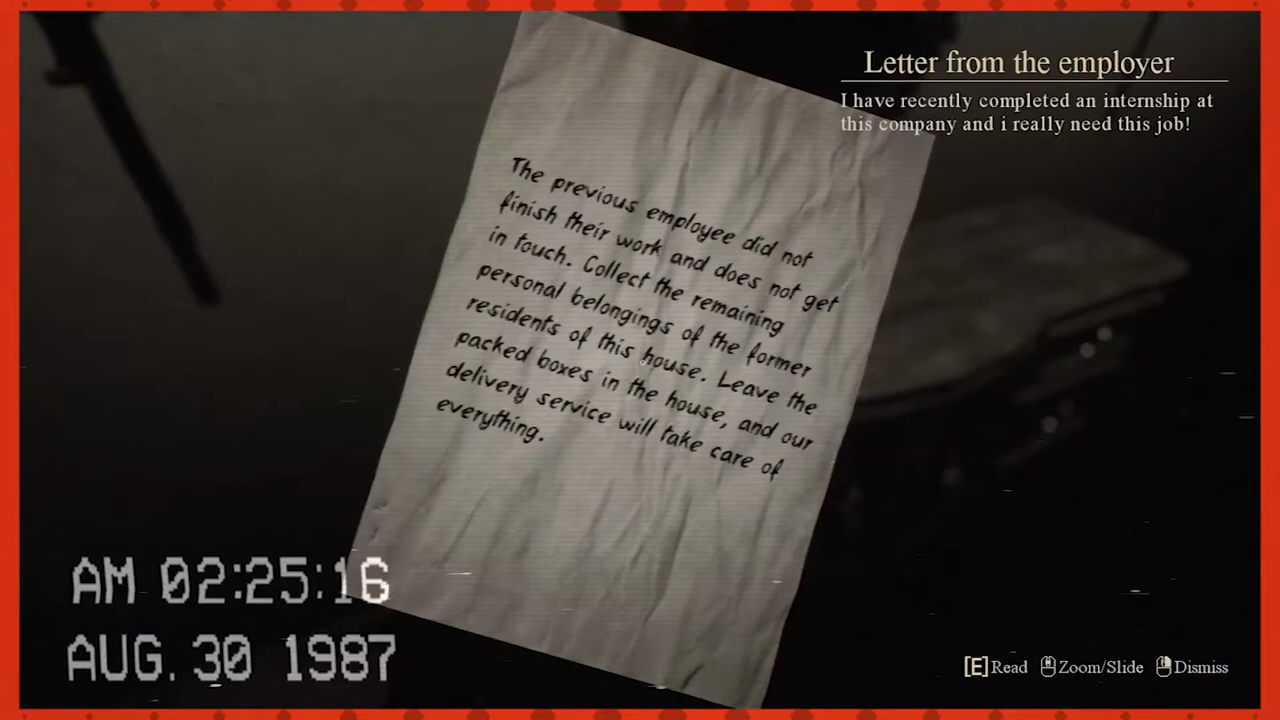 Letter from the employer
I have recently completed an internship at
this company and i really need this job!
The previous employee did not
finish their work and does not get
in touch. Collect the remaining
personal belongings of the former
residents of this house. Leave the
packed boxes in the house, and our
delivery service will take care of
everything.
AM 02:25:16
AUG. 30 1987
[E] Read Zoom/Slide Dismiss